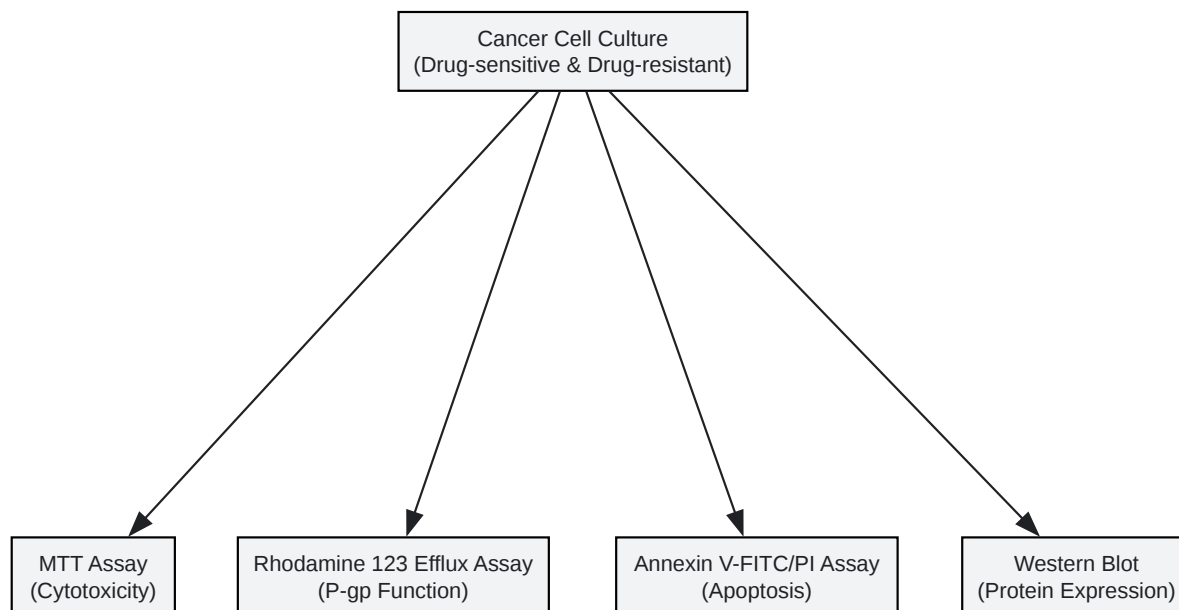 Cancer Cell Culture
(Drug-sensitive & Drug-resistant)
MTT Assay
(Cytotoxicity)
Rhodamine 123 Efflux Assay
(P-gp Function)
Annexin V-FITC/PI Assay
(Apoptosis)
Western Blot
(Protein Expression)